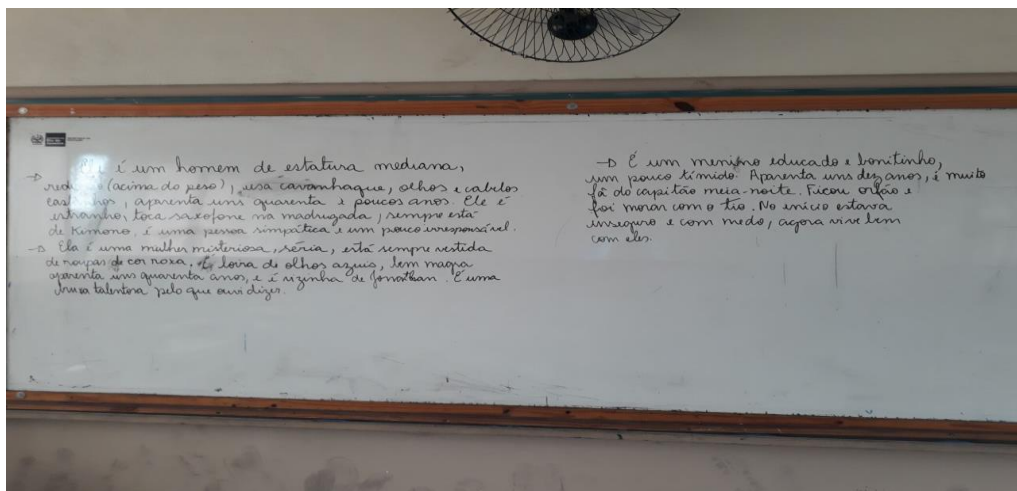 Ele é um homem de estatura mediana,
→ (acima do peso), usa cavanhaque, olhos e cabelos
castanhos, aparenta uns quarenta e poucos anos. Ele é
estranho, toca saxofone na madrugada, sempre está
de Kimono, é uma pessoa simpática e um pouco irresponsável.
→ Ela é uma mulher misteriosa, séria, está sempre vestida
de roupas de cor roxa. É loira de olhos azuis, bem magra
aparenta uns quarenta anos, e é vizinha de Jonathan. É uma
bruxa talentosa pelo que ouvi dizer.
→ É um menino educado e bonitinho,
um pouco tímido. Aparenta uns dez anos, é muito
fã do capitão meia-noite. Ficou orfão e
foi morar com o tio. No início estava
inseguro e com medo, agora vive bem
com eles.